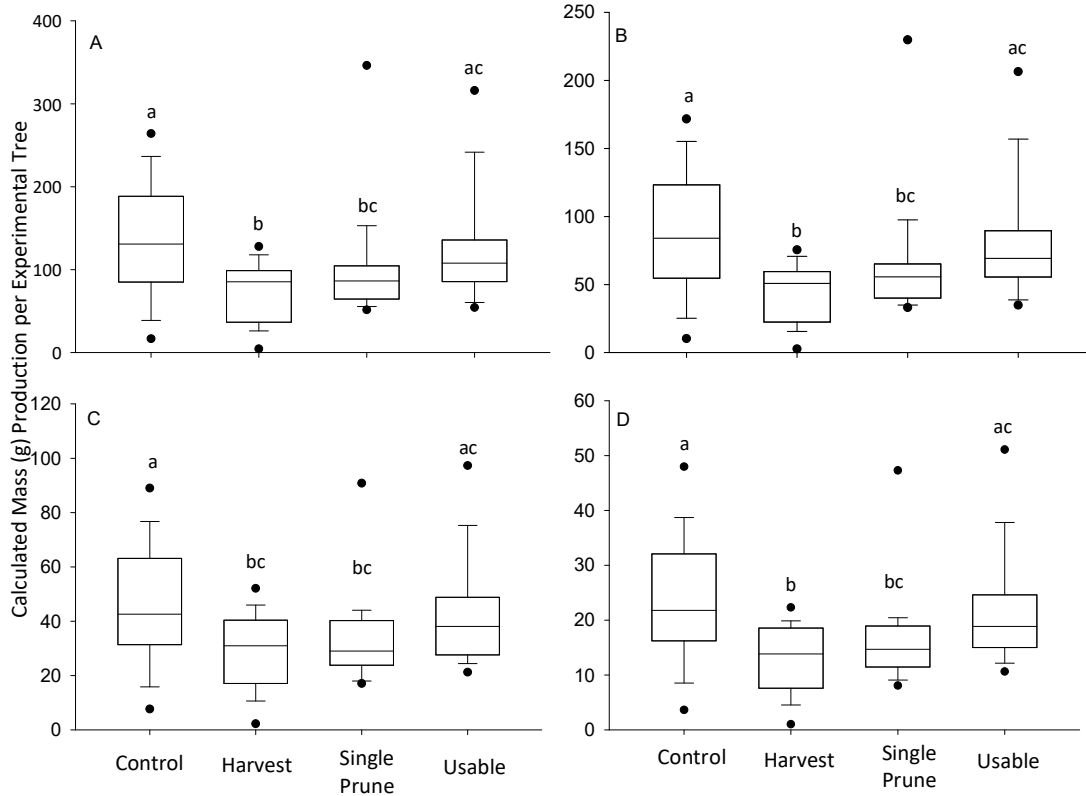 Calculated Mass (g) Production per Experimental Tree
A
400
300
200
100
0
a
b
bc
ac
B
250
200
150
100
50
0
a
b
bc
ac
C
120
100
80
60
40
20
0
a
bc
bc
ac
Control
Harvest
Single
Prune
Usable
D
60
50
40
30
20
10
0
a
b
bc
ac
Control
Harvest
Single
Prune
Usable